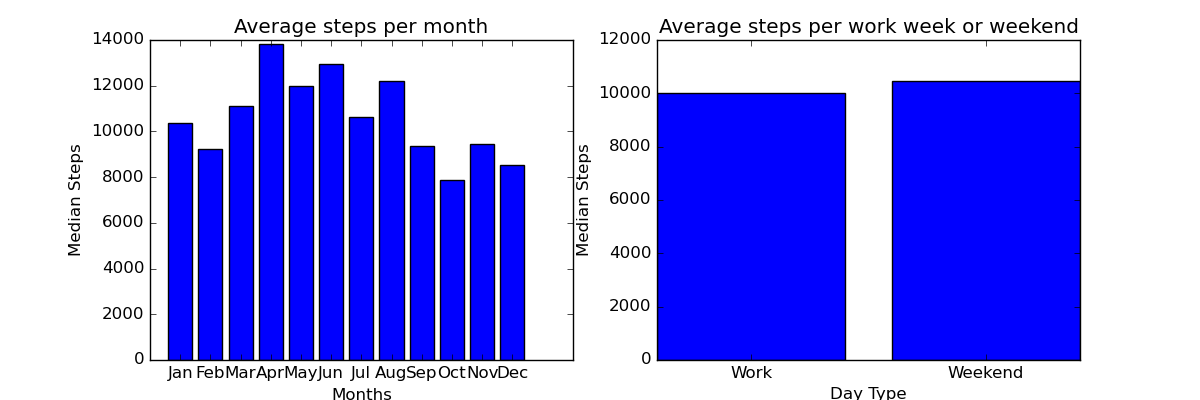 Average steps per month
14000
12000
10000
8000
6000
4000
2000
0
Median Steps
Jan Feb Mar Apr May Jun Jul Aug Sep Oct Nov Dec
Months
Average steps per work week or weekend
12000
10000
8000
6000
4000
2000
0
Median Steps
Work Weekend
Day Type